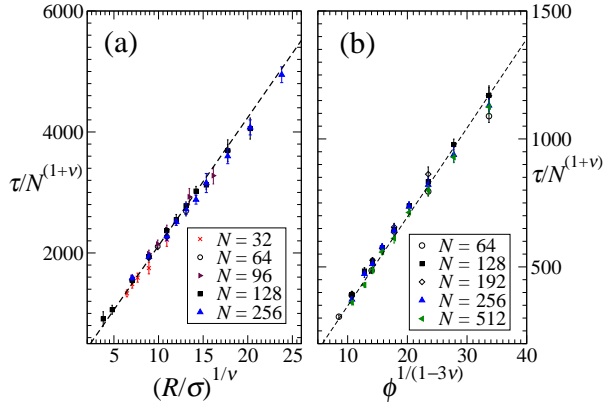 (a)
τ/N^(1+ν)
6000
4000
2000
5 10 15 20 25
(R/σ)^1/ν
N = 32
N = 64
N = 96
N = 128
N = 256
(b)
τ/N^(1+ν)
1500
1000
500
10 20 30 40
ϕ^1/(1−3ν)
N = 64
N = 128
N = 192
N = 256
N = 512